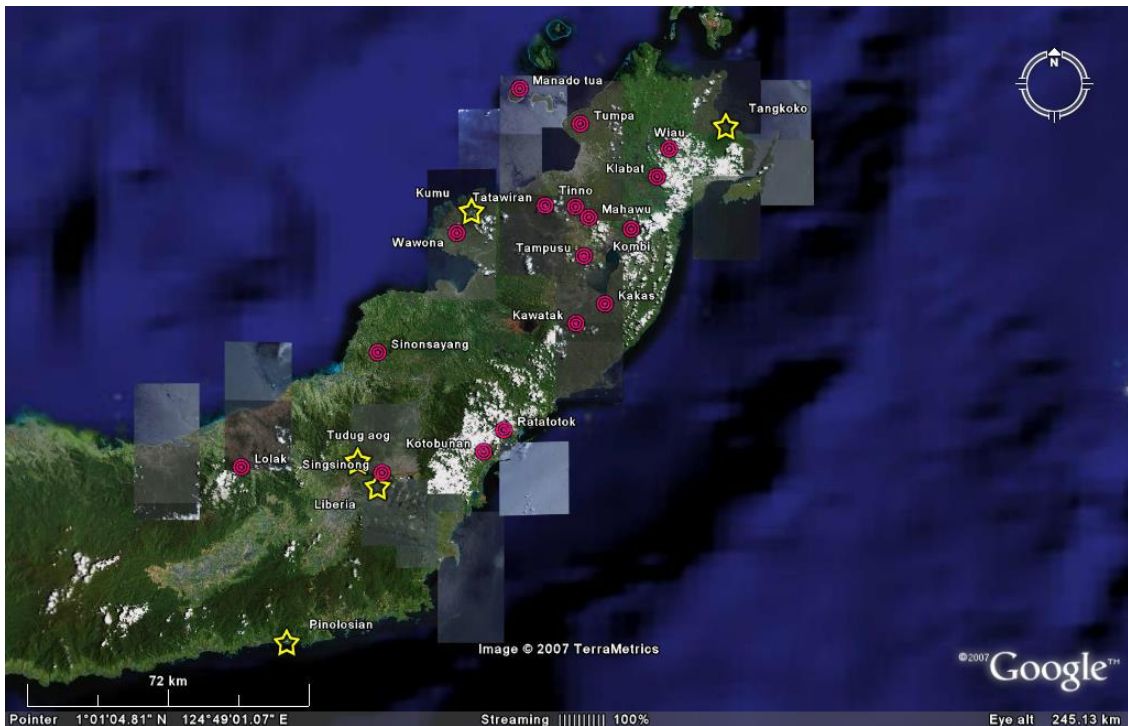 Manado tua
N
Tangkoko
Tumpa
Wiau
Klabat
Kumu
Tatawiran
Tinno
Mahawu
Wawona
Tampusu
Kombi
Kakas
Kawatak
Sinonsayang
Ratatotok
Tudug aog
Kotobunan
Lolak
Singsinong
Liberia
Pinolosian
Image © 2007 TerraMetrics
©2007 Google™
72 km
Pointer 1°01'04.81" N 124°49'01.07" E Streaming |||||||||| 100% Eye alt 245.13 km